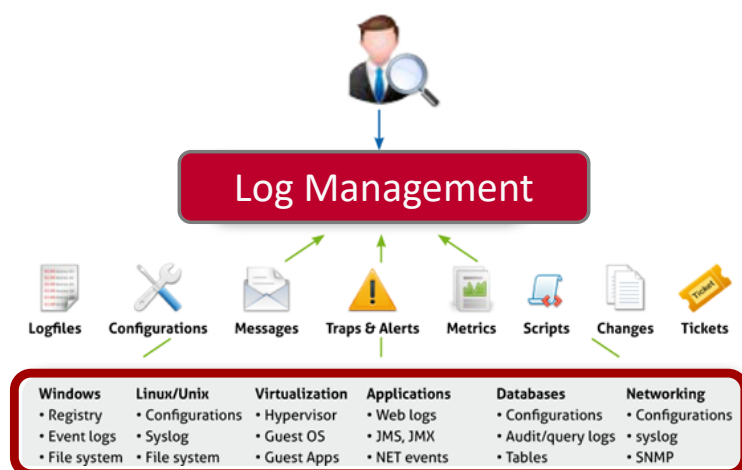 Log Management
Logfiles Configurations Messages Traps & Alerts Metrics Scripts Changes Tickets
Ticket
Windows Linux/Unix Virtualization Applications Databases Networking
• Registry • Configurations • Hypervisor • Web logs • Configurations • Configurations
• Event logs • Syslog • Guest OS • JMS, JMX • Audit/query logs • syslog
• File system • File system • Guest Apps • NET events • Tables • SNMP